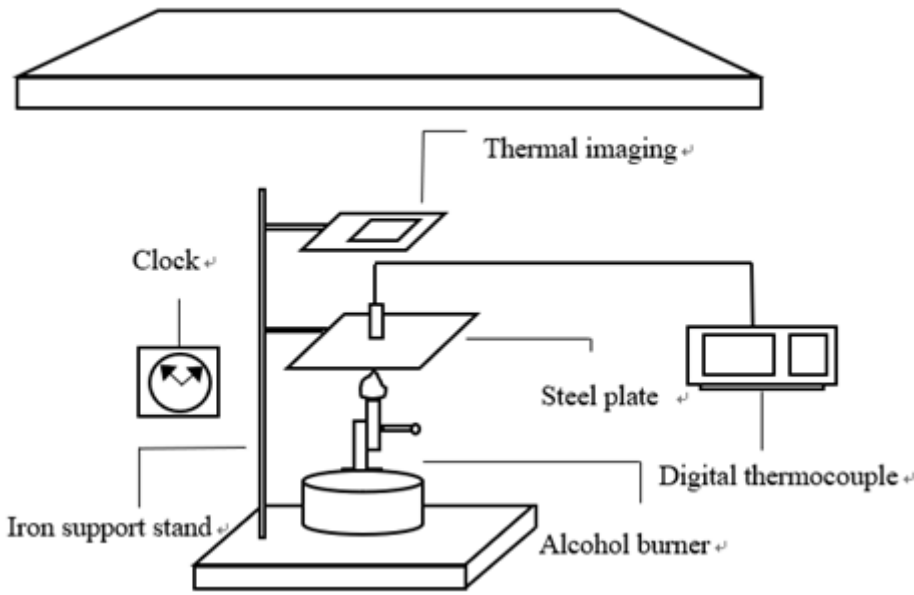 Thermal imaging
Clock
Steel plate
Digital thermocouple
Iron support stand
Alcohol burner